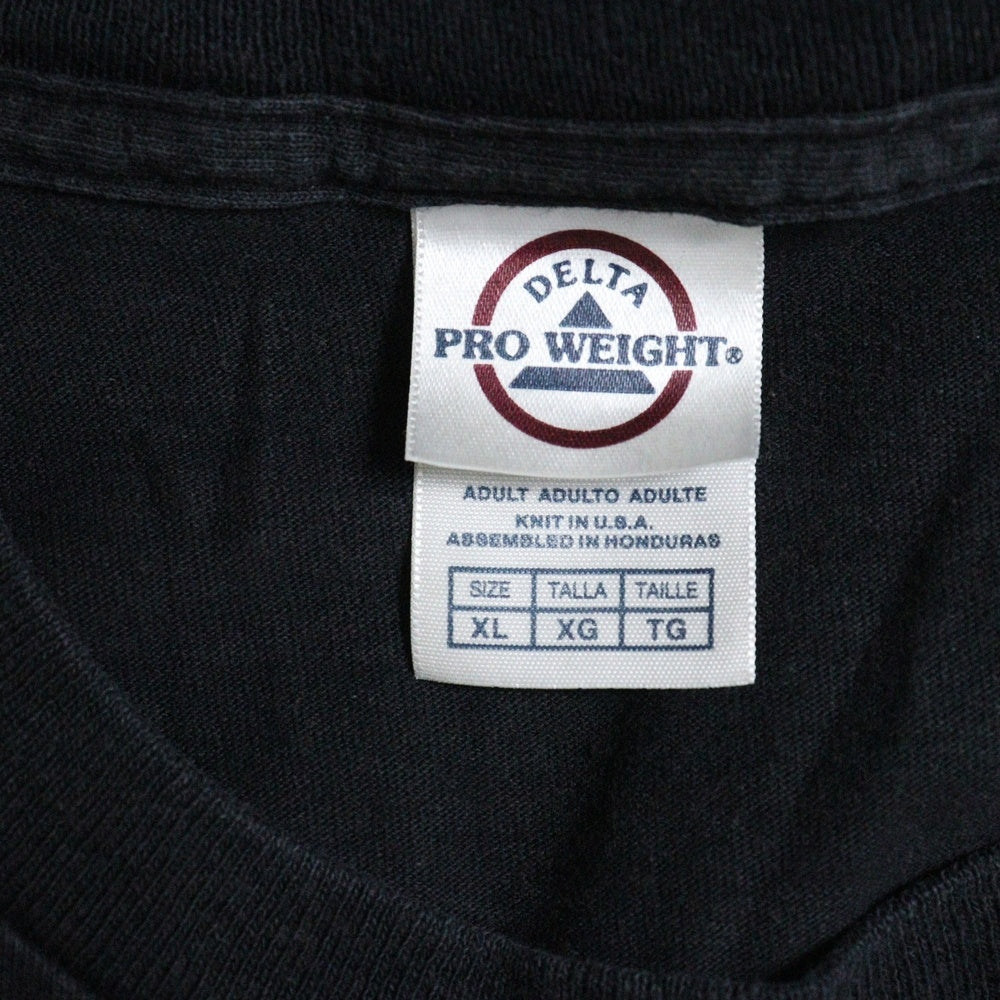 DELTA
PRO WEIGHT®
ADULT ADULTO ADULTE
KNIT IN U.S.A.
ASSEMBLED IN HONDURAS
SIZE TALLA TAILLE
XL XG TG